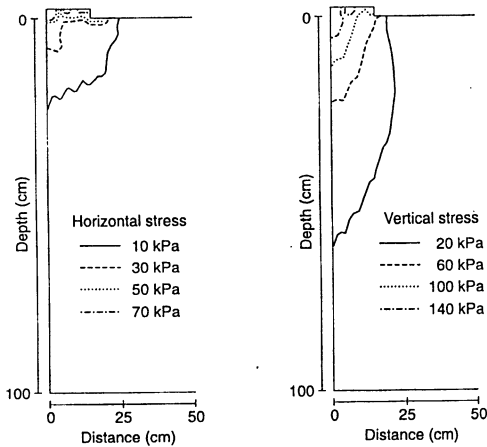 0
Depth (cm)
Horizontal stress
10 kPa
30 kPa
50 kPa
70 kPa
100
0
25
50
Distance (cm)
0
Depth (cm)
Vertical stress
20 kPa
60 kPa
100 kPa
140 kPa
100
0
25
50
Distance (cm)